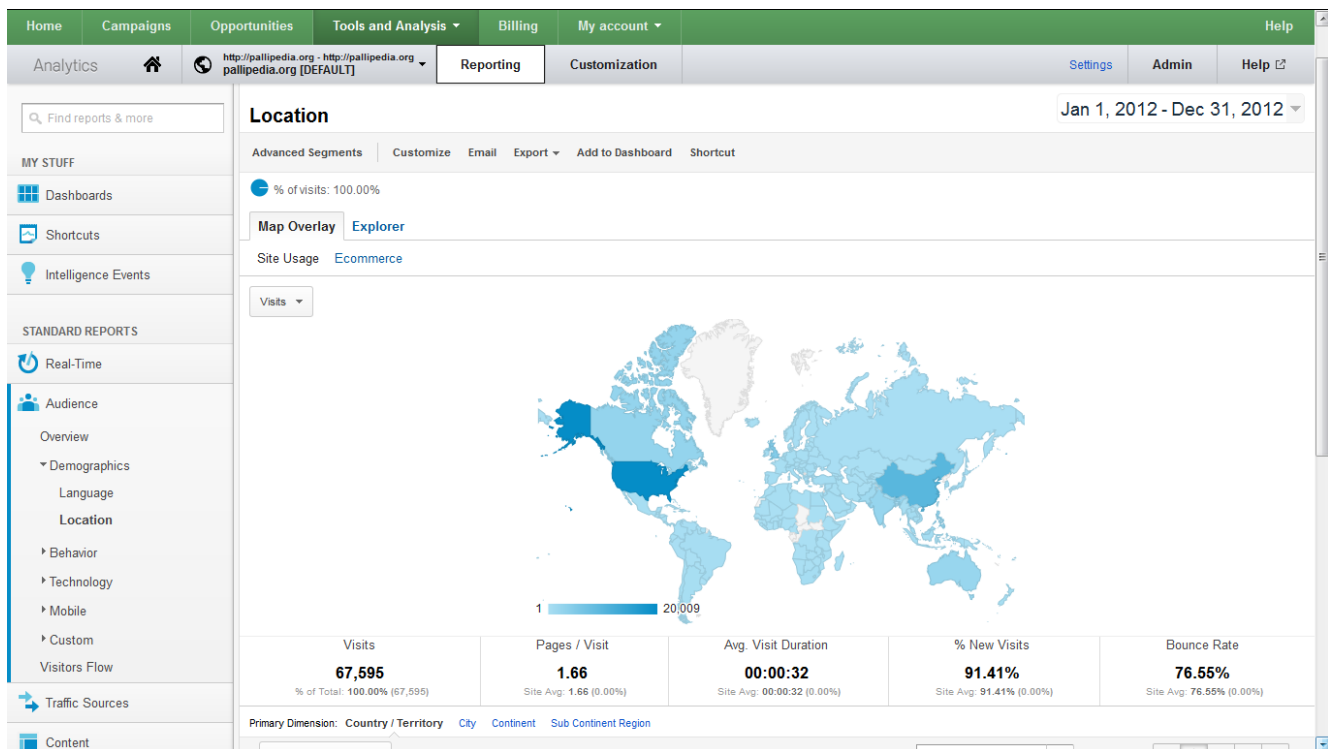 Home Campaigns Opportunities Tools and Analysis Billing My account Help
Analytics http://pallipedia.org - http://pallipedia.org
pallipedia.org [DEFAULT] Reporting Customization Settings Admin Help
Find reports & more
Location
Jan 1, 2012 - Dec 31, 2012
Advanced Segments Customize Email Export Add to Dashboard Shortcut
MY STUFF
% of visits: 100.00%
Dashboards
Map Overlay Explorer
Shortcuts
Site Usage Ecommerce
Intelligence Events
Visits
STANDARD REPORTS
Real-Time
Audience
Overview
Demographics
Language
Location
Behavior
Technology
Mobile
Custom
Visitors Flow
Traffic Sources
Content
1 20,009
Visits Pages / Visit Avg. Visit Duration % New Visits Bounce Rate
67,595 1.66 00:00:32 91.41% 76.55%
% of Total: 100.00% (67,595) Site Avg: 1.66 (0.00%) Site Avg: 00:00:32 (0.00%) Site Avg: 91.41% (0.00%) Site Avg: 76.55% (0.00%)
Primary Dimension: Country / Territory City Continent Sub Continent Region